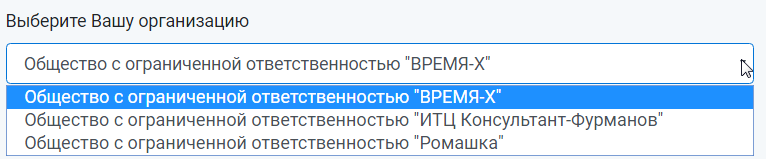 Выберите Вашу организацию
Общество с ограниченной ответственностью "ВРЕМЯ-Х"
Общество с ограниченной ответственностью "ВРЕМЯ-Х"
Общество с ограниченной ответственностью "ИТЦ Консультант-Фурманов"
Общество с ограниченной ответственностью "Ромашка"